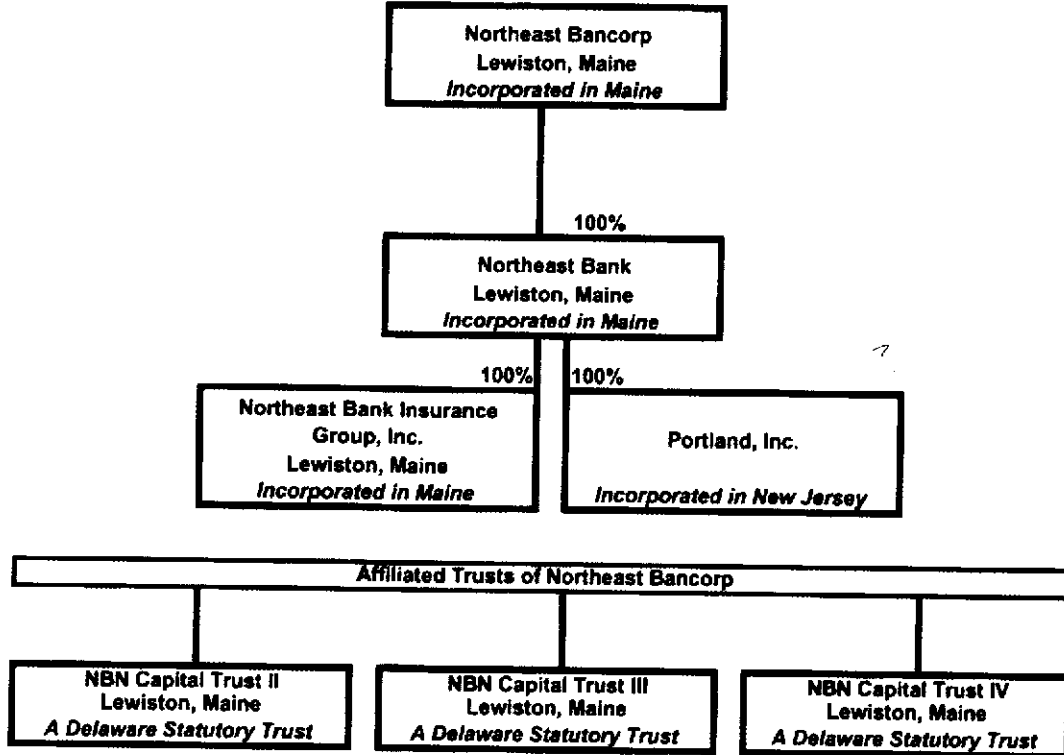 Northeast Bancorp
Lewiston, Maine
Incorporated in Maine
100%
Northeast Bank
Lewiston, Maine
Incorporated in Maine
100%
100%
Northeast Bank Insurance
Group, Inc.
Lewiston, Maine
Incorporated in Maine
Portland, Inc.
Incorporated in New Jersey
Affiliated Trusts of Northeast Bancorp
NBN Capital Trust II
Lewiston, Maine
A Delaware Statutory Trust
NBN Capital Trust III
Lewiston, Maine
A Delaware Statutory Trust
NBN Capital Trust IV
Lewiston, Maine
A Delaware Statutory Trust